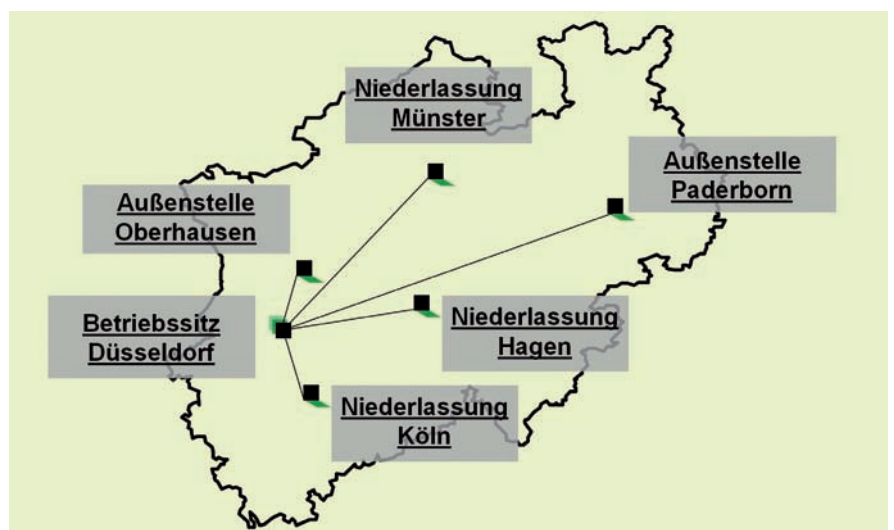 Niederlassung
Münster
Außenstelle
Paderborn
Außenstelle
Oberhausen
Betriebssitz
Düsseldorf
Niederlassung
Hagen
Niederlassung
Köln